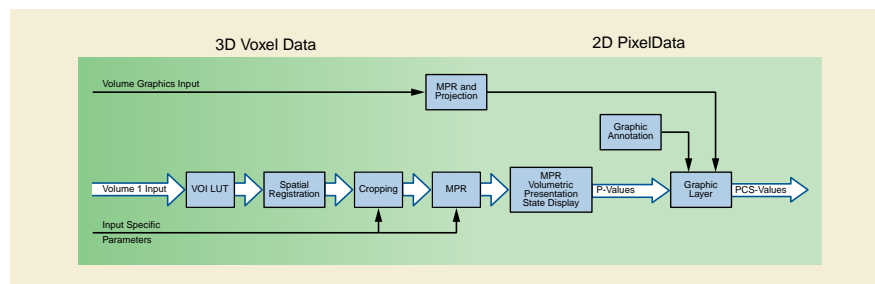 3D Voxel Data
2D PixelData
Volume Graphics Input
MPR and
Projection
Graphic
Annotation
Volume 1 Input
VOI LUT
Spatial
Registration
Cropping
MPR
MPR
Volumetric
Presentation
State Display
P-Values
Graphic
Layer
PCS-Values
Input Specific
Parameters